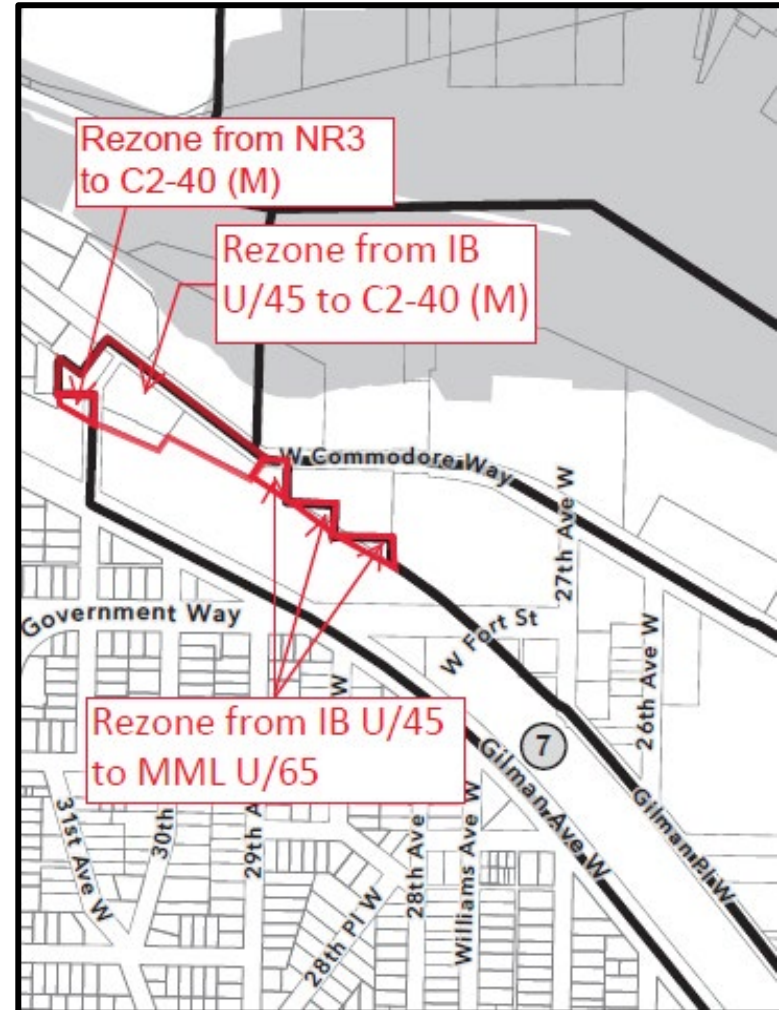 Rezone from NR3
to C2-40 (M)
Rezone from IB
U/45 to C2-40 (M)
W Commodore Way
27th Ave W
Government Way
W Fort St
26th Ave W
W
Rezone from IB U/45
to MML U/65
7
Gilman Ave W
Gilman Pl W
31st Ave W
30th
29th A
28th Ave
Williams Ave W
28th Pl W